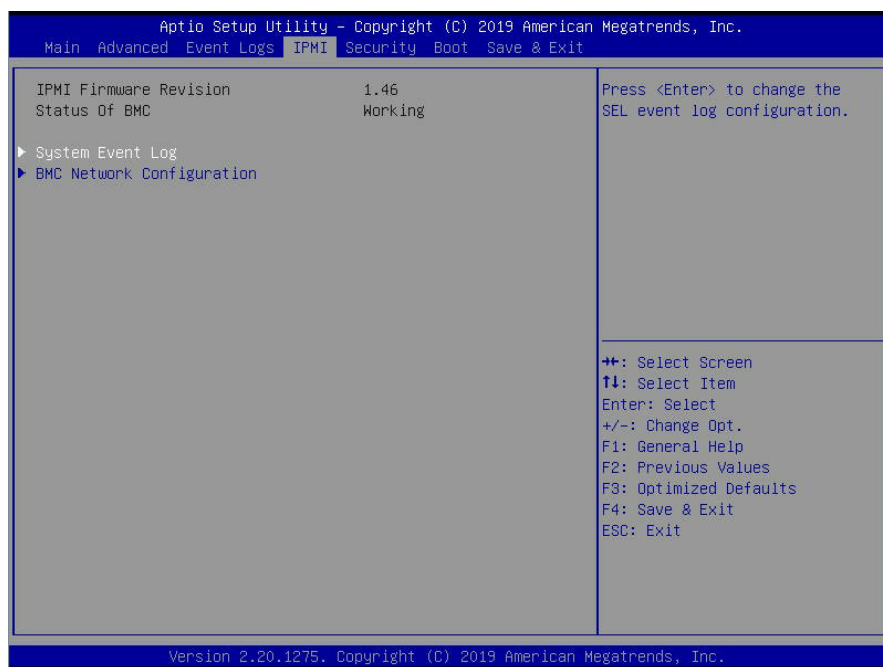 Aptio Setup Utility – Copyright (C) 2019 American Megatrends, Inc.
Main Advanced Event Logs IPMI Security Boot Save & Exit
IPMI Firmware Revision 1.46
Status Of BMC Working
System Event Log
BMC Network Configuration
Press <Enter> to change the
SEL event log configuration.
→←: Select Screen
↑↓: Select Item
Enter: Select
+/-: Change Opt.
F1: General Help
F2: Previous Values
F3: Optimized Defaults
F4: Save & Exit
ESC: Exit
Version 2.20.1275. Copyright (C) 2019 American Megatrends, Inc.